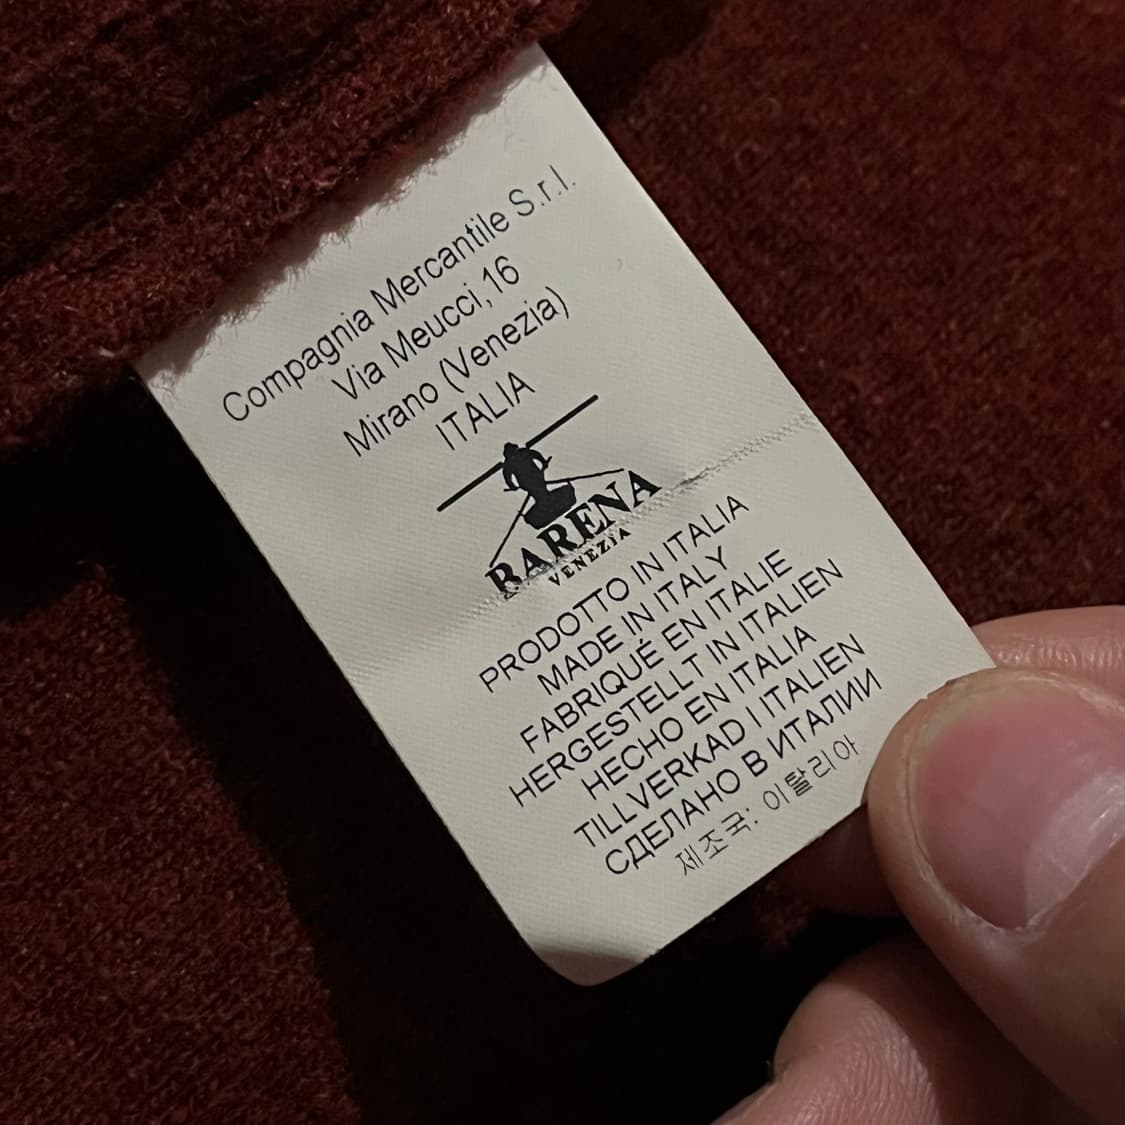 Compagnia Mercantile S.r.l.
Via Meucci, 16
Mirano (Venezia)
ITALIA
BARENA
VENEZIA
PRODOTTO IN ITALIA
MADE IN ITALY
FABRIQUÉ EN ITALIE
HERGESTELLT IN ITALIEN
HECHO EN ITALIA
TILLVERKAD I ITALIEN
СДЕЛАНО В ИТАЛИИ
제조국: 이탈리아